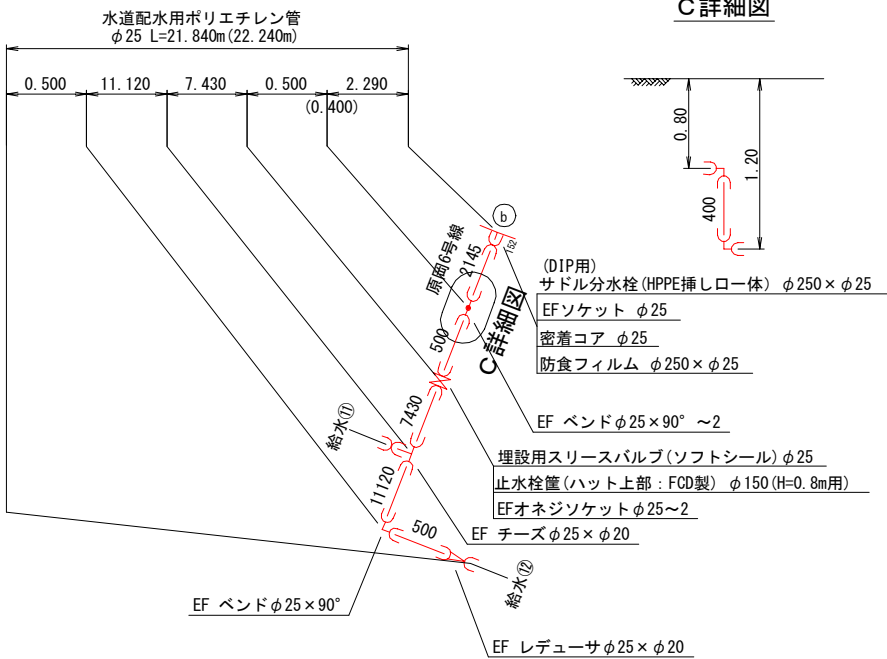 C詳細図
水道配水用ポリエチレン管
φ25 L=21.840m(22.240m)
0.500
11.120
7.430
0.500
2.290
(0.400)
0.80
1.20
400
b
152
原岡6号線
2145
C詳細図
500
7430
給水⑪
11120
500
給水⑫
(DIP用)
サドル分水栓(HPPE挿し口一体) φ250×φ25
EFソケット φ25
密着コア φ25
防食フィルム φ250×φ25
EF ベンドφ25×90° ～2
埋設用スリースバルブ(ソフトシール)φ25
止水栓筐(ハット上部：FCD製) φ150(H=0.8m用)
EFオネジソケットφ25～2
EF チーズφ25×φ20
EF ベンドφ25×90°
EF レデューサφ25×φ20